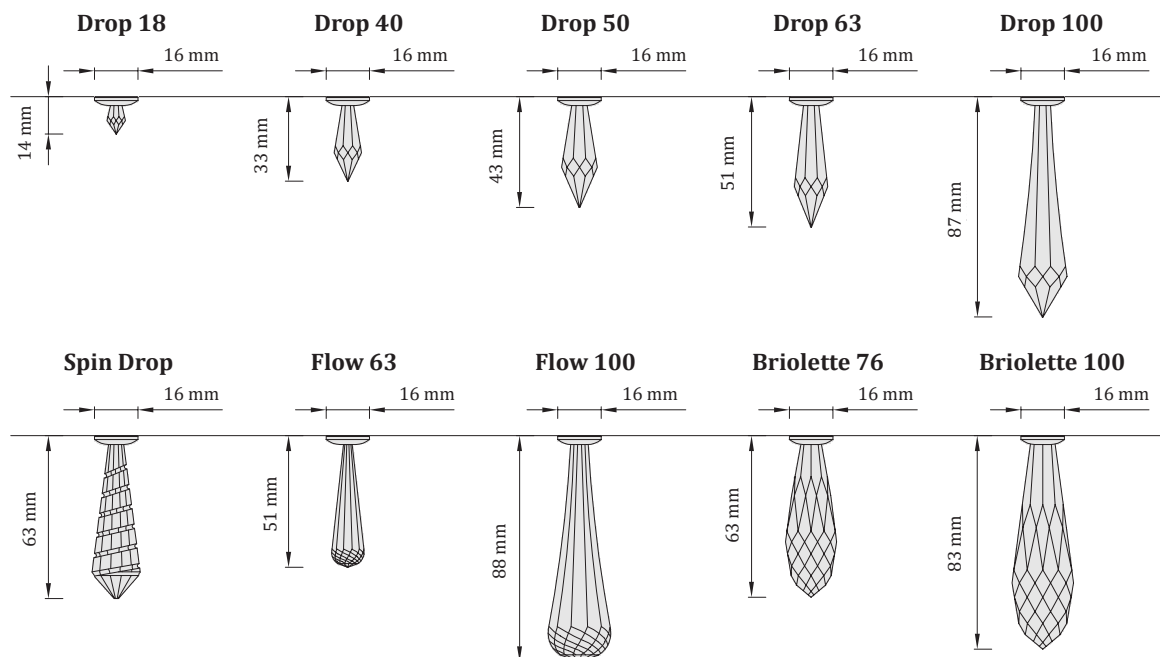 Drop 18
Drop 40
Drop 50
Drop 63
Drop 100
16 mm
16 mm
16 mm
16 mm
16 mm
14 mm
33 mm
43 mm
51 mm
87 mm
Spin Drop
Flow 63
Flow 100
Briolette 76
Briolette 100
16 mm
16 mm
16 mm
16 mm
16 mm
63 mm
51 mm
88 mm
63 mm
83 mm